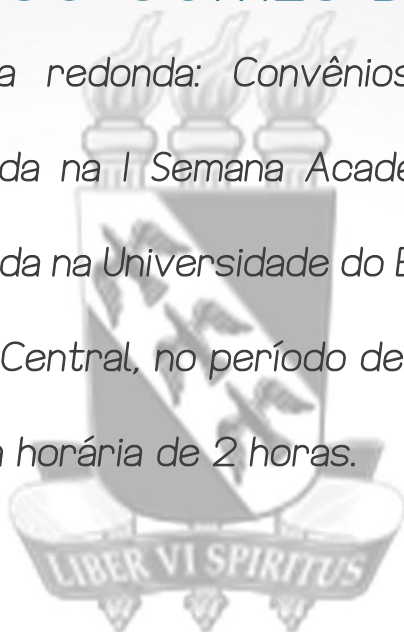 a redonda: Convênios
da na I Semana Acadê
da na Universidade do E
Central, no período de
a horária de 2 horas.
LIBER VI SPIRITUS